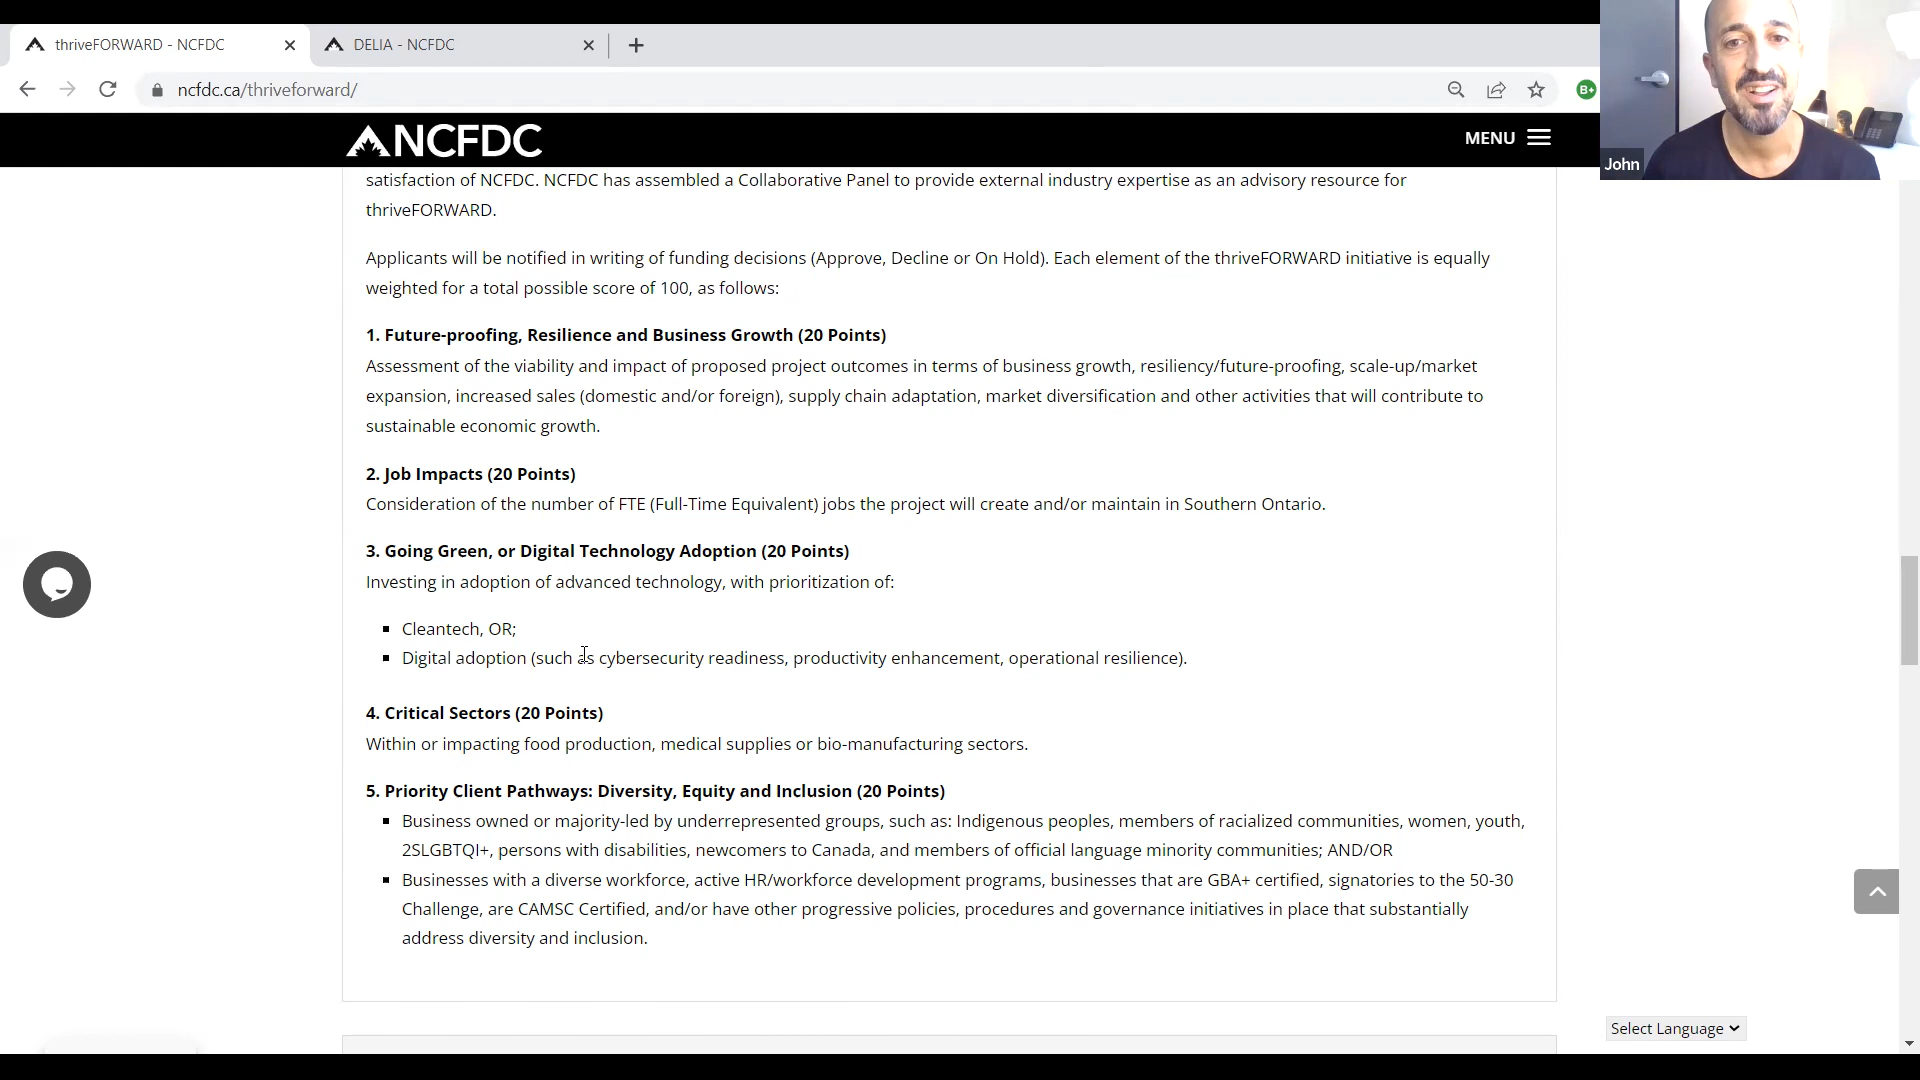 thriveFORWARD - NCFDC
DELIA - NCFDC
ncfdc.ca/thriveforward/
B+
NCFDC
MENU
John
satisfaction of NCFDC. NCFDC has assembled a Collaborative Panel to provide external industry expertise as an advisory resource for
thriveFORWARD.
Applicants will be notified in writing of funding decisions (Approve, Decline or On Hold). Each element of the thriveFORWARD initiative is equally
weighted for a total possible score of 100, as follows:
1. Future-proofing, Resilience and Business Growth (20 Points)
Assessment of the viability and impact of proposed project outcomes in terms of business growth, resiliency/future-proofing, scale-up/market
expansion, increased sales (domestic and/or foreign), supply chain adaptation, market diversification and other activities that will contribute to
sustainable economic growth.
2. Job Impacts (20 Points)
Consideration of the number of FTE (Full-Time Equivalent) jobs the project will create and/or maintain in Southern Ontario.
3. Going Green, or Digital Technology Adoption (20 Points)
Investing in adoption of advanced technology, with prioritization of:
Cleantech, OR;
Digital adoption (such as cybersecurity readiness, productivity enhancement, operational resilience).
4. Critical Sectors (20 Points)
Within or impacting food production, medical supplies or bio-manufacturing sectors.
5. Priority Client Pathways: Diversity, Equity and Inclusion (20 Points)
Business owned or majority-led by underrepresented groups, such as: Indigenous peoples, members of racialized communities, women, youth,
2SLGBTQI+, persons with disabilities, newcomers to Canada, and members of official language minority communities; AND/OR
Businesses with a diverse workforce, active HR/workforce development programs, businesses that are GBA+ certified, signatories to the 50-30
Challenge, are CAMSC Certified, and/or have other progressive policies, procedures and governance initiatives in place that substantially
address diversity and inclusion.
Select Language